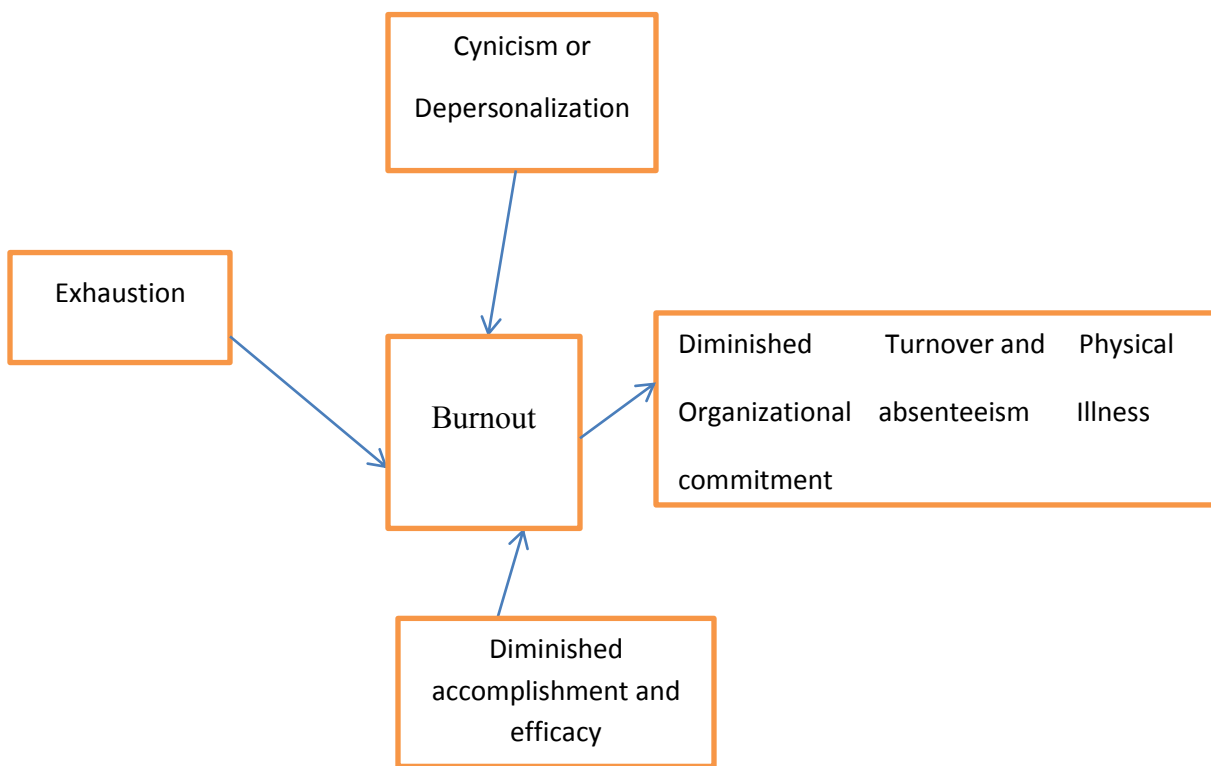 Cynicism or
Depersonalization
Exhaustion
Burnout
Diminished Turnover and Physical
Organizational absenteeism Illness
commitment
Diminished
accomplishment and
efficacy